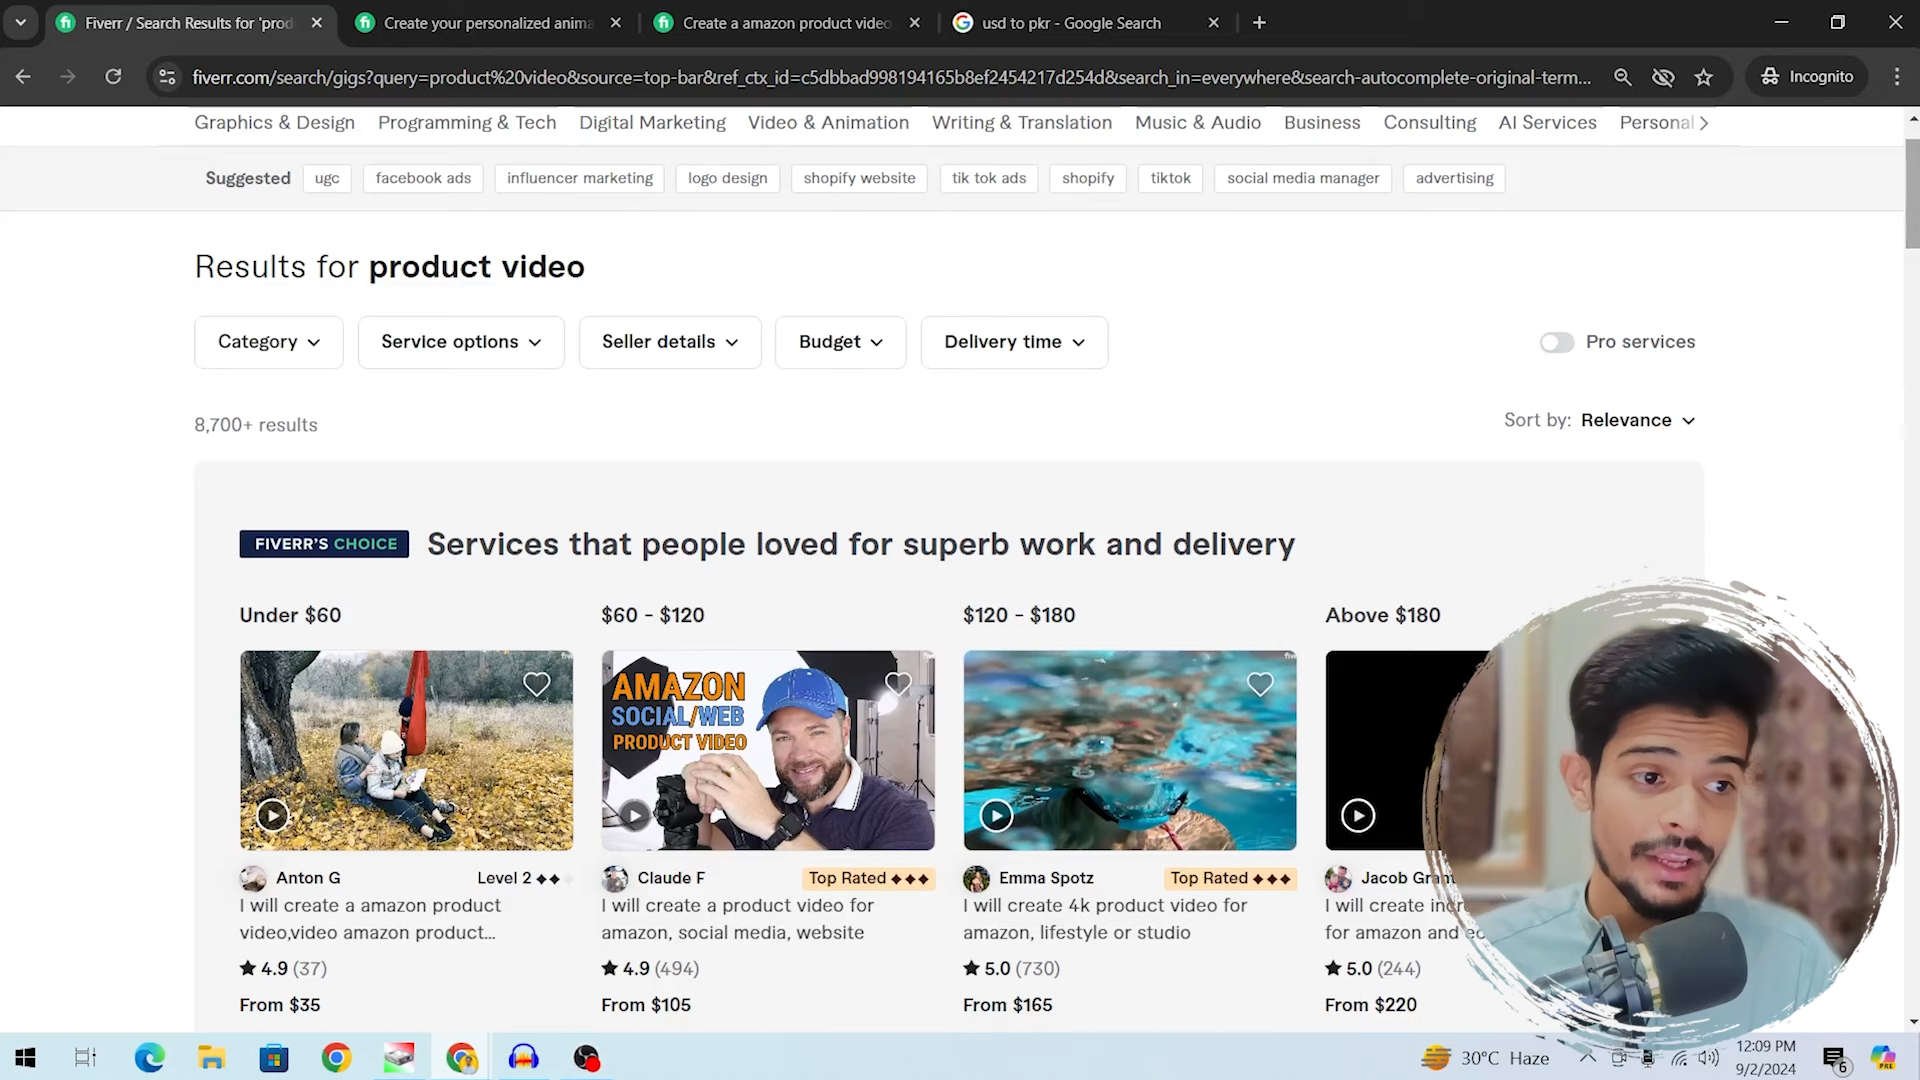 Fiverr / Search Results for 'prod
Create your personalized anima
Create a amazon product video
usd to pkr - Google Search
fiverr.com/search/gigs?query=product%20video&source=top-bar&ref_ctx_id=c5dbbad998194165b8ef2454217d254d&search_in=everywhere&search-autocomplete-original-term...
Incognito
Graphics & Design
Programming & Tech
Digital Marketing
Video & Animation
Writing & Translation
Music & Audio
Business
Consulting
AI Services
Personal
Suggested
ugc
facebook ads
influencer marketing
logo design
shopify website
tik tok ads
shopify
tiktok
social media manager
advertising
Results for product video
Category
Service options
Seller details
Budget
Delivery time
Pro services
8,700+ results
Sort by: Relevance
FIVERR'S CHOICE
Services that people loved for superb work and delivery
Under $60
$60 - $120
$120 - $180
Above $180
AMAZON
SOCIAL/WEB
PRODUCT VIDEO
Anton G
Level 2
I will create a amazon product
video,video amazon product...
4.9 (37)
From $35
Claude F
Top Rated
I will create a product video for
amazon, social media, website
4.9 (494)
From $105
Emma Spotz
Top Rated
I will create 4k product video for
amazon, lifestyle or studio
5.0 (730)
From $165
Jacob Grant
I will create incr
for amazon and ec
5.0 (244)
From $220
30°C Haze
12:09 PM
9/2/2024
6
PRE